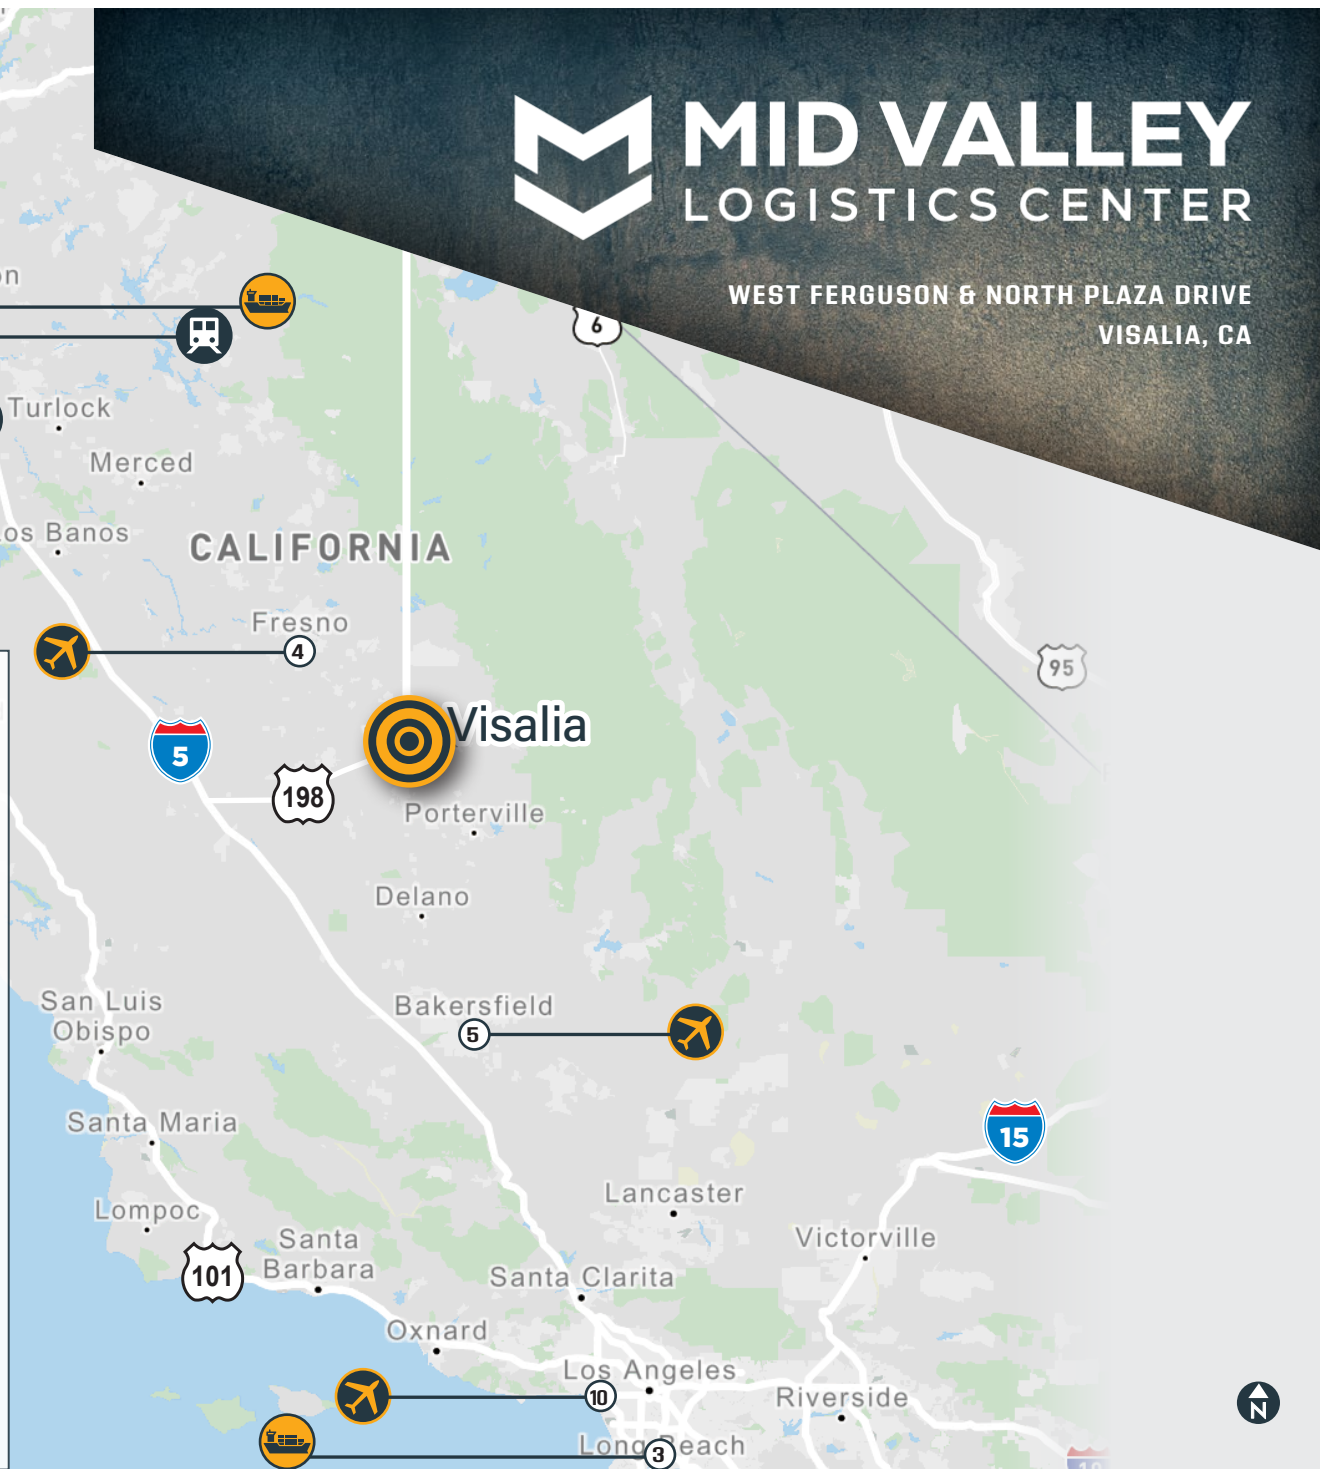 MID VALLEY
LOGISTICS CENTER
WEST FERGUSON & NORTH PLAZA DRIVE
VISALIA, CA
6
Turlock
Merced
os Banos
CALIFORNIA
Fresno
4
95
Visalia
5
198
Porterville
Delano
San Luis
Obispo
Bakersfield
5
Santa Maria
15
Lancaster
Lompoc
Victorville
Santa
Barbara
101
Santa Clarita
Oxnard
Los Angeles
10
Riverside
N
Long Beach
3